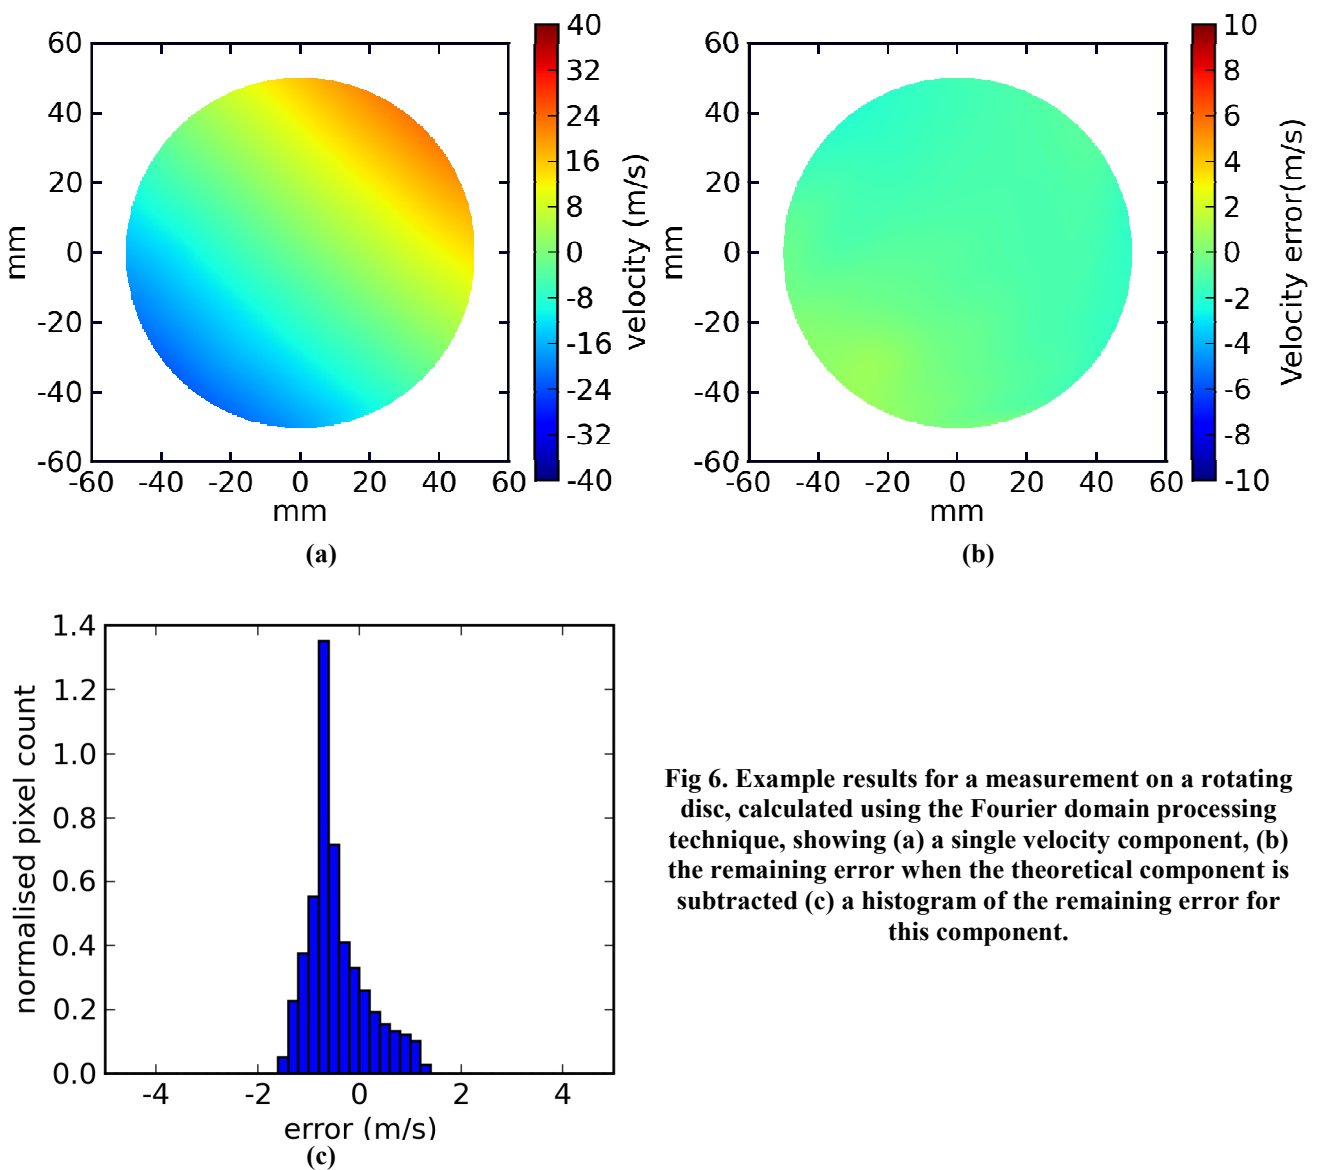 60
40
20
0
-20
-40
-60
-60 -40 -20 0 20 40 60
mm
mm
40
32
24
16
8
0
-8
-16
-24
-32
-40
velocity (m/s)
(a)
60
40
20
0
-20
-40
-60
-60 -40 -20 0 20 40 60
mm
mm
10
8
6
4
2
0
-2
-4
-6
-8
-10
Velocity error(m/s)
(b)
1.4
1.2
1.0
0.8
0.6
0.4
0.2
0.0
normalised pixel count
-4 -2 0 2 4
error (m/s)
(c)
Fig 6. Example results for a measurement on a rotating
disc, calculated using the Fourier domain processing
technique, showing (a) a single velocity component, (b)
the remaining error when the theoretical component is
subtracted (c) a histogram of the remaining error for
this component.